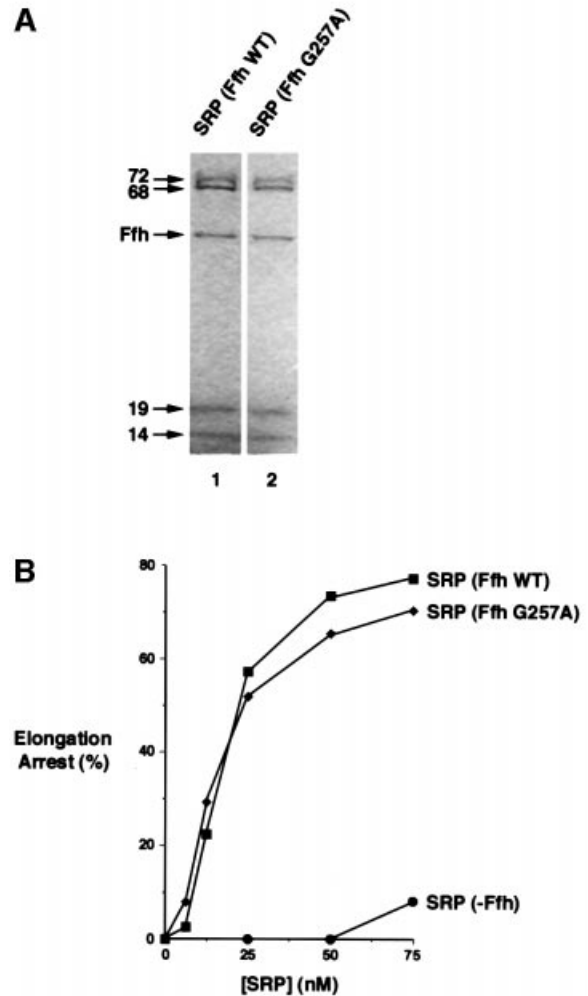 A
SRP (Ffh WT)
SRP (Ffh G257A)
72
68
Ffh
19
14
1 2
B
80
60
40
20
0
Elongation
Arrest (%)
SRP (Ffh WT)
SRP (Ffh G257A)
SRP (-Ffh)
0 25 50 75
[SRP] (nM)